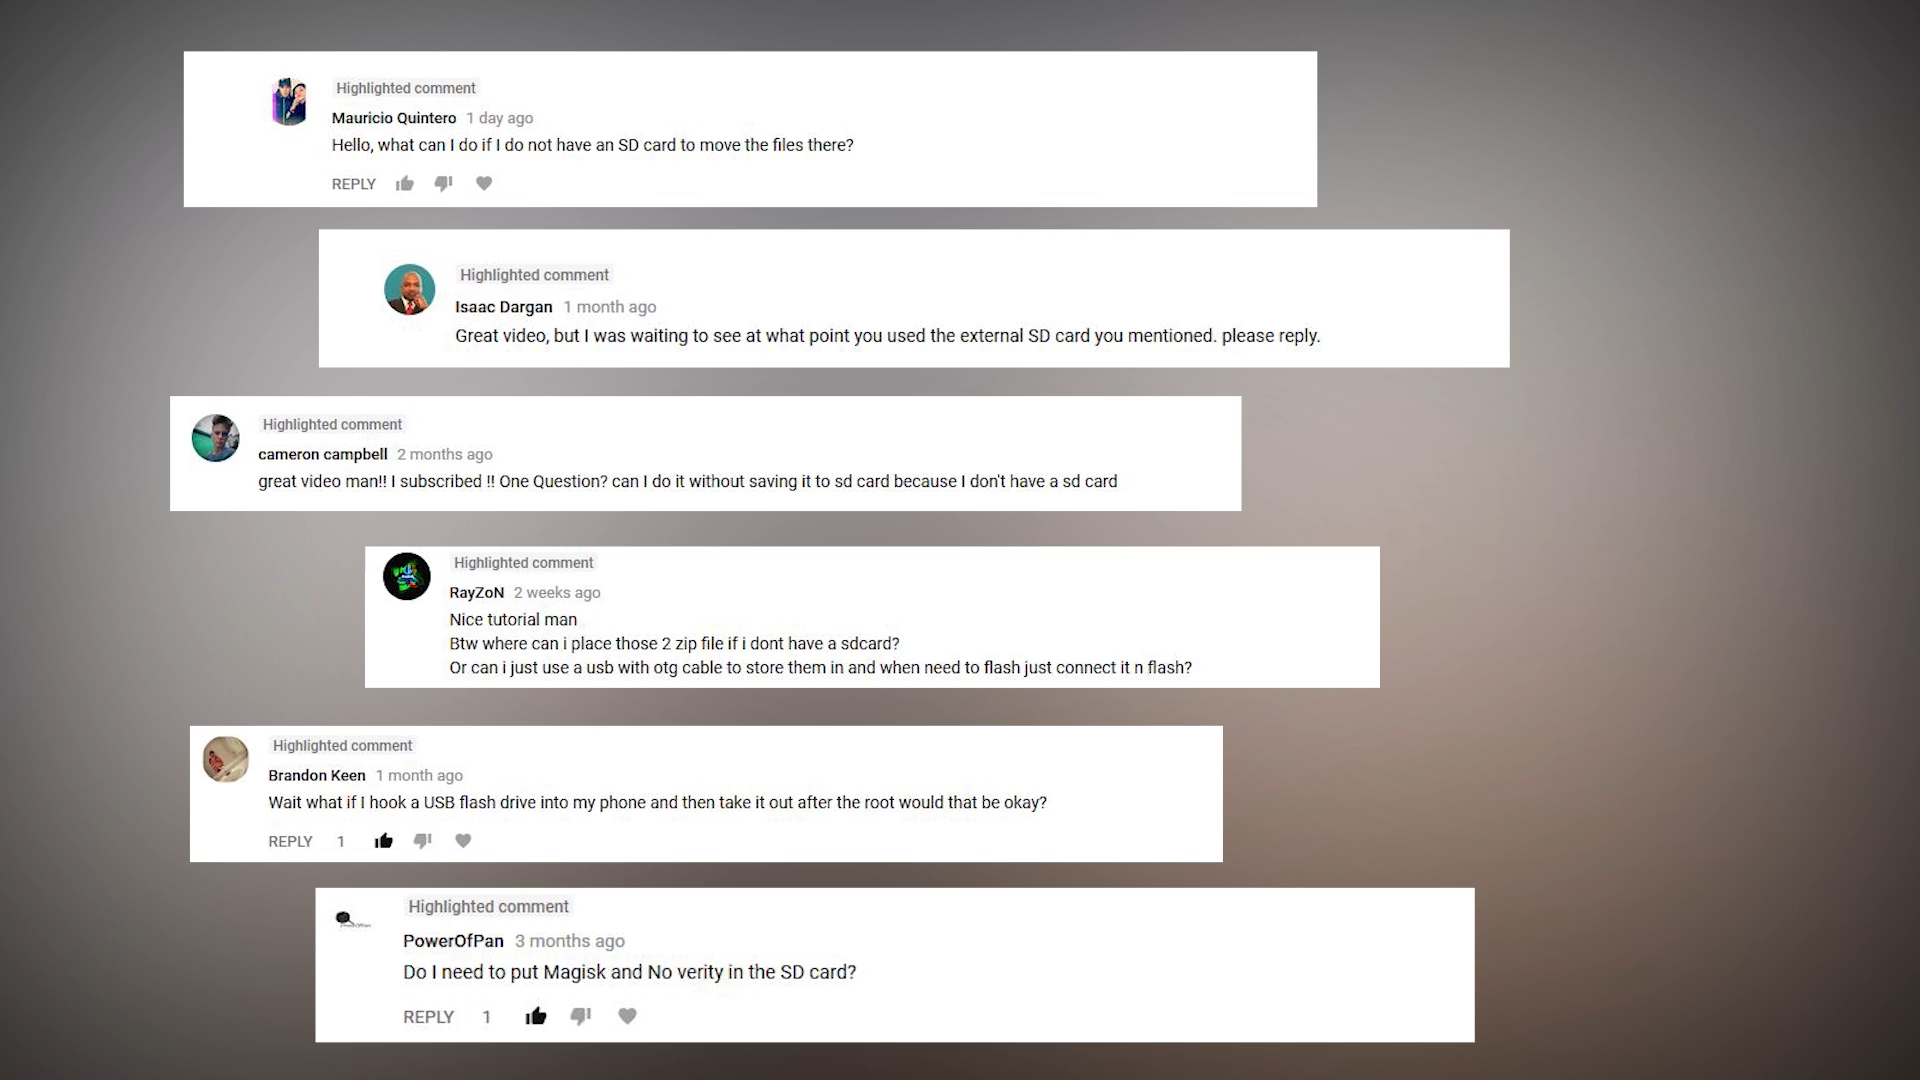 Highlighted comment
Mauricio Quintero 1 day ago
Hello, what can I do if I do not have an SD card to move the files there?
REPLY
Highlighted comment
Isaac Dargan 1 month ago
Great video, but I was waiting to see at what point you used the external SD card you mentioned. please reply.
Highlighted comment
cameron campbell 2 months ago
great video man!! I subscribed !! One Question? can I do it without saving it to sd card because I don't have a sd card
Highlighted comment
RayZoN 2 weeks ago
Nice tutorial man
Btw where can i place those 2 zip file if i dont have a sdcard?
Or can i just use a usb with otg cable to store them in and when need to flash just connect it n flash?
Highlighted comment
Brandon Keen 1 month ago
Wait what if I hook a USB flash drive into my phone and then take it out after the root would that be okay?
REPLY 1
Highlighted comment
PowerOfPan 3 months ago
Do I need to put Magisk and No verity in the SD card?
REPLY 1